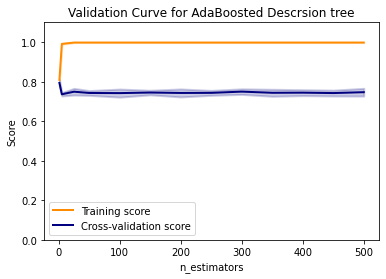 Validation Curve for AdaBoosted Descrsion tree
1.0
0.8
0.6
0.4
0.2
0.0
Score
Training score
Cross-validation score
0
100
200
300
400
500
n_estimators